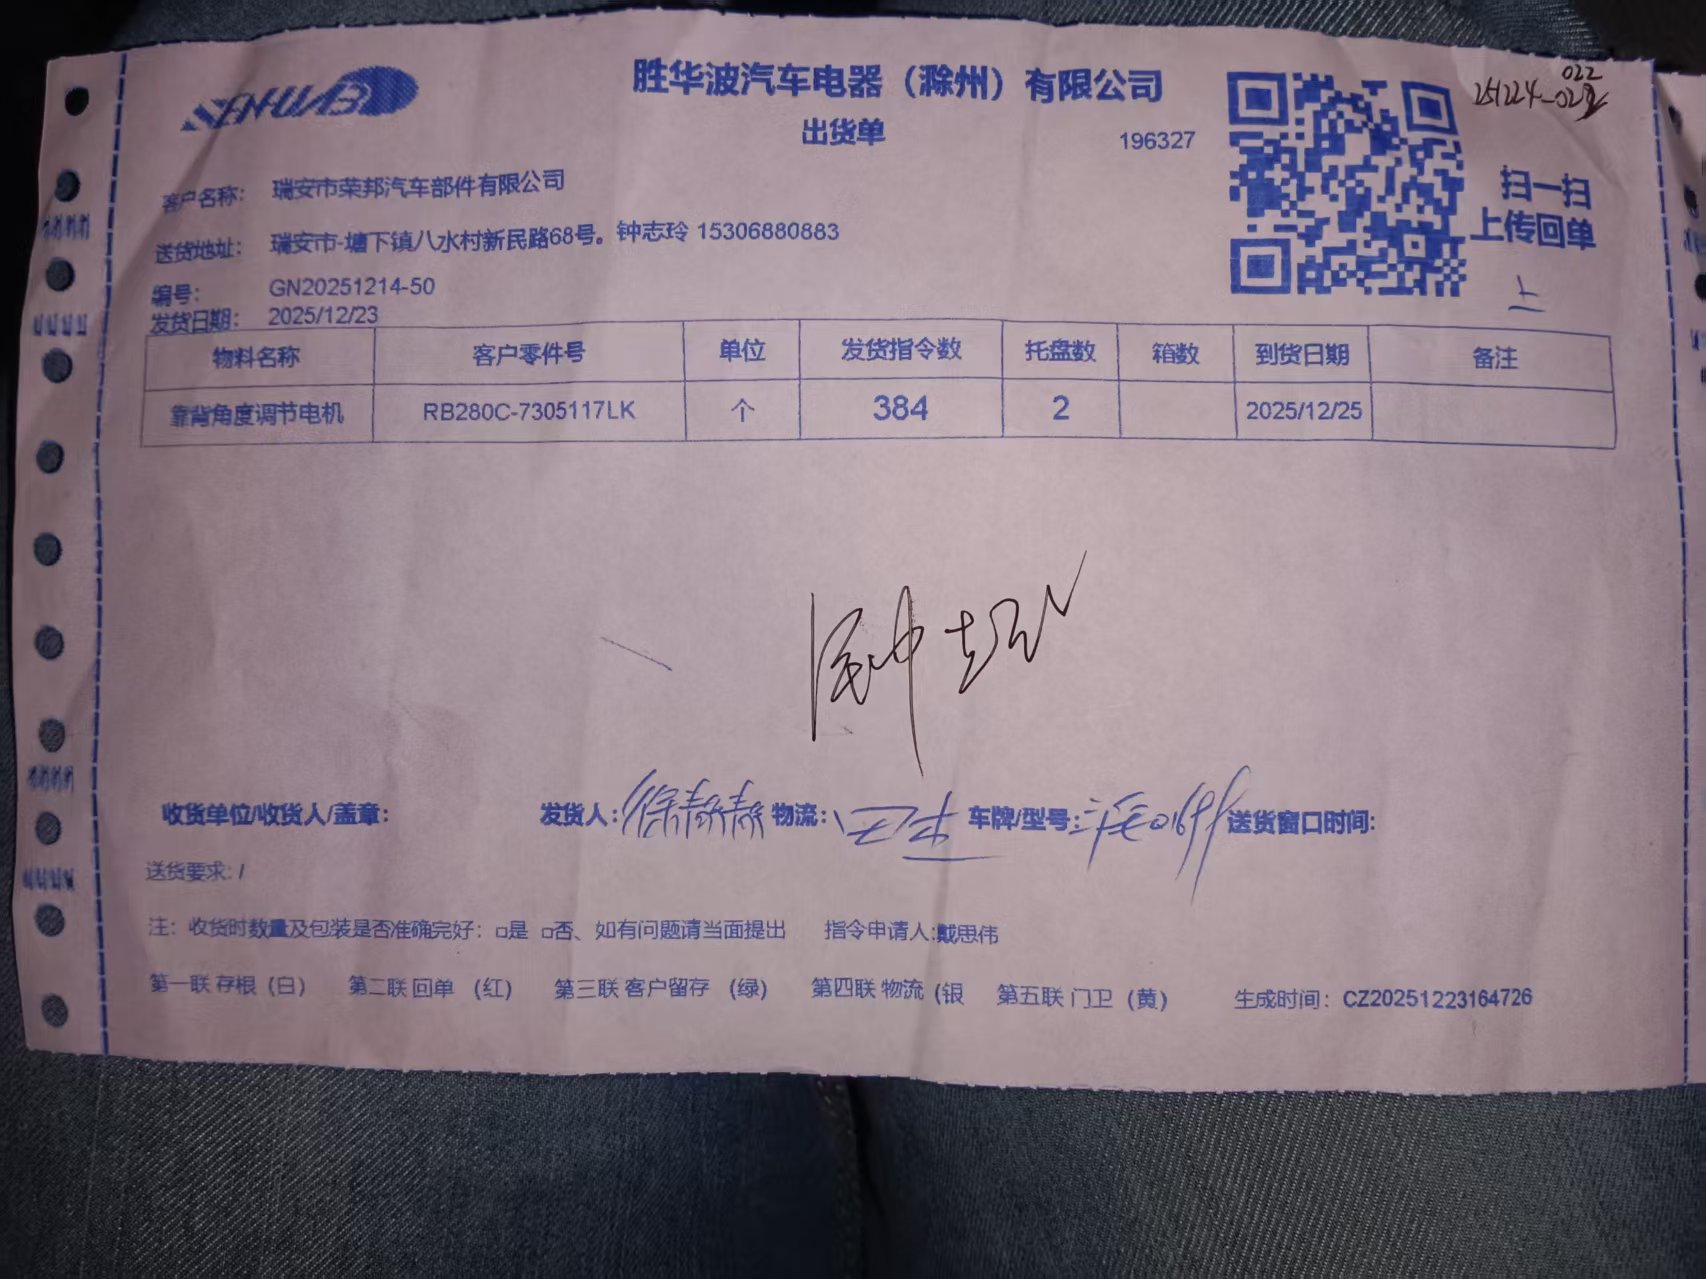 SENHUAB
胜华波汽车电器（滁州）有限公司
出货单
196327
022
251224-022
扫一扫
上传回单
上
客户名称： 瑞安市荣邦汽车部件有限公司
送货地址： 瑞安市-塘下镇八水村新民路68号。钟志玲 15306880883
编号： GN20251214-50
发货日期： 2025/12/23
物料名称 客户零件号 单位 发货指令数 托盘数 箱数 到货日期 备注
靠背角度调节电机 RB280C-7305117LK 个 384 2 2025/12/25
收货单位/收货人/盖章： 发货人：徐静静 物流： 车牌/型号： 送货窗口时间:
送货要求: /
注： 收货时数量及包装是否准确完好：□是 □否、如有问题请当面提出 指令申请人:戴思伟
第一联 存根（白） 第二联 回单 （红） 第三联 客户留存 （绿） 第四联 物流（银 第五联 门卫（黄） 生成时间： CZ20251223164726